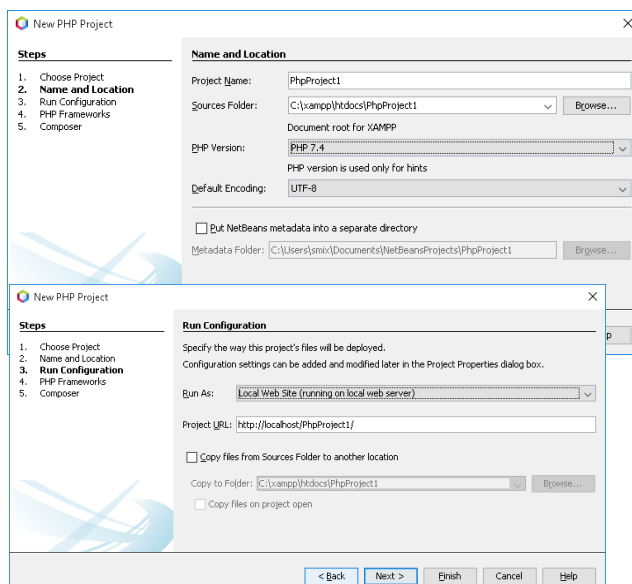 New PHP Project
Steps
1. Choose Project
2. Name and Location
3. Run Configuration
4. PHP Frameworks
5. Composer
Name and Location
Project Name: PhpProject1
Sources Folder: C:\xampp\htdocs\PhpProject1 Browse...
Document root for XAMPP
PHP Version: PHP 7.4
PHP version is used only for hints
Default Encoding: UTF-8
Put NetBeans metadata into a separate directory
Metadata Folder: C:\Users\smix\Documents\NetBeansProjects\PhpProject1 Browse...
p
New PHP Project
Steps
1. Choose Project
2. Name and Location
3. Run Configuration
4. PHP Frameworks
5. Composer
Run Configuration
Specify the way this project's files will be deployed.
Configuration settings can be added and modified later in the Project Properties dialog box.
Run As: Local Web Site (running on local web server)
Project URL: http://localhost/PhpProject1/
Copy files from Sources Folder to another location
Copy to Folder: C:\xampp\htdocs\PhpProject1 Browse...
Copy files on project open
< Back Next > Finish Cancel Help